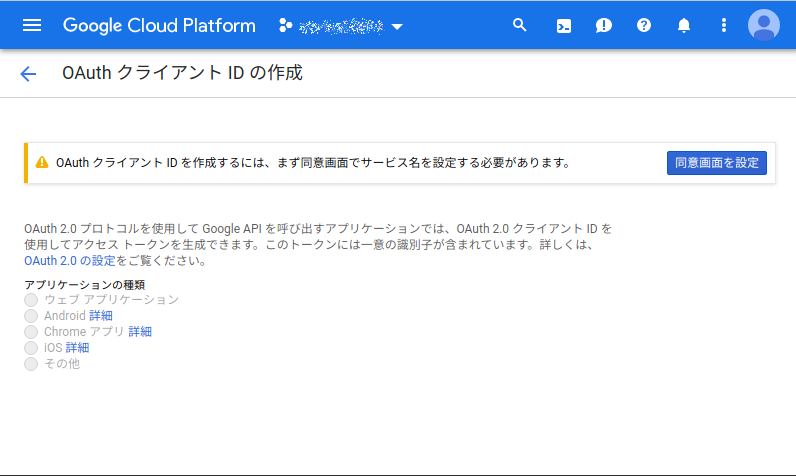 Google Cloud Platform
OAuth クライアント ID の作成
OAuth クライアント ID を作成するには、まず同意画面でサービス名を設定する必要があります。
同意画面を設定
OAuth 2.0 プロトコルを使用して Google API を呼び出すアプリケーションでは、OAuth 2.0 クライアント ID を
使用してアクセス トークンを生成できます。このトークンには一意の識別子が含まれています。詳しくは、
OAuth 2.0 の設定をご覧ください。
アプリケーションの種類
ウェブ アプリケーション
Android 詳細
Chrome アプリ 詳細
iOS 詳細
その他